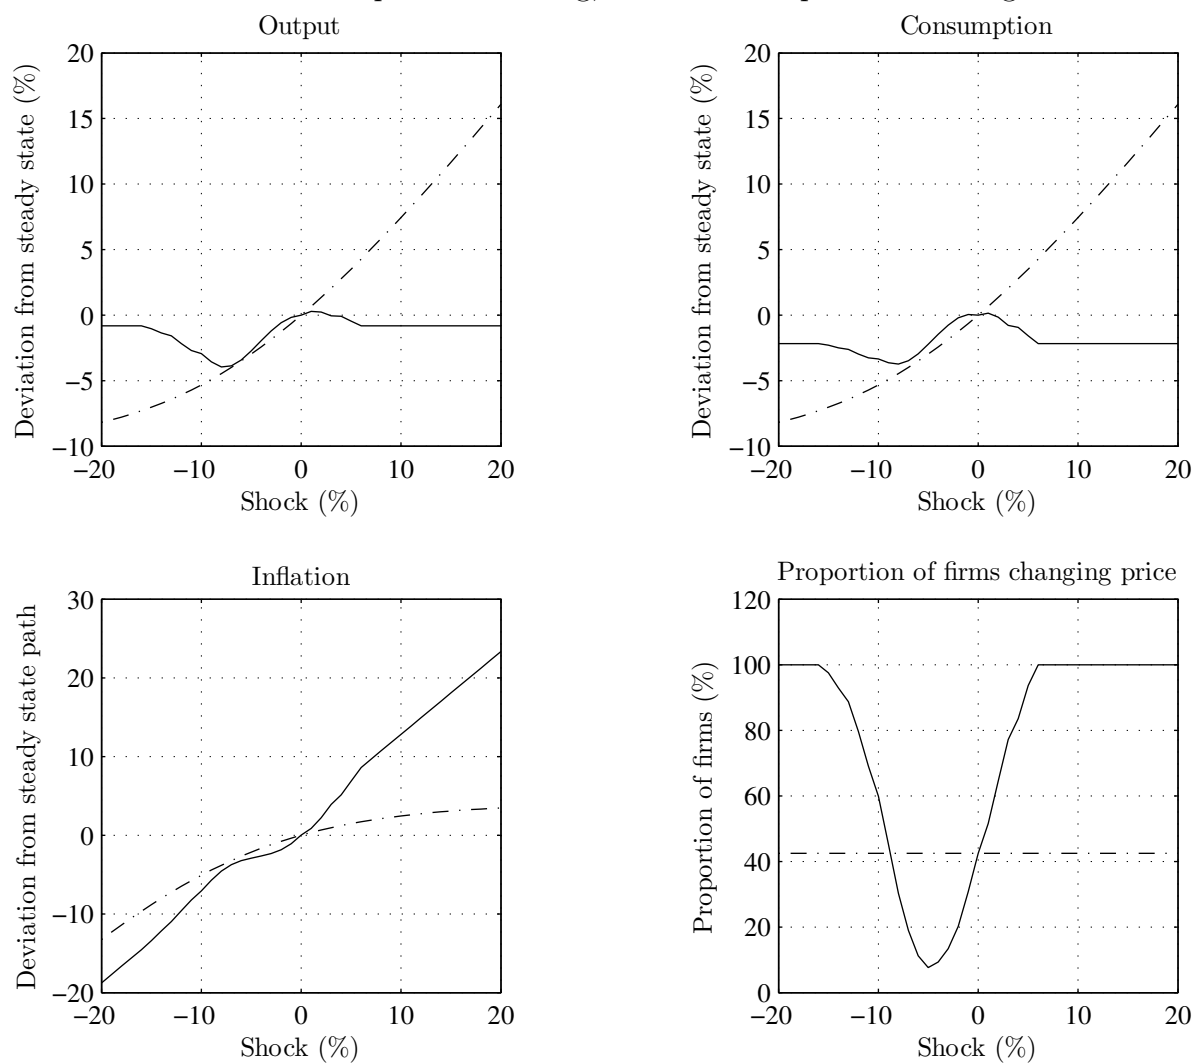 Output
Deviation from steady state (%)
20
15
10
5
0
−5
−10
−20 −10 0 10 20
Shock (%)
Consumption
Deviation from steady state (%)
20
15
10
5
0
−5
−10
−20 −10 0 10 20
Shock (%)
Inflation
Deviation from steady state path
30
20
10
0
−10
−20
−20 −10 0 10 20
Shock (%)
Proportion of firms changing price
Proportion of firms (%)
120
100
80
60
40
20
0
−20 −10 0 10 20
Shock (%)